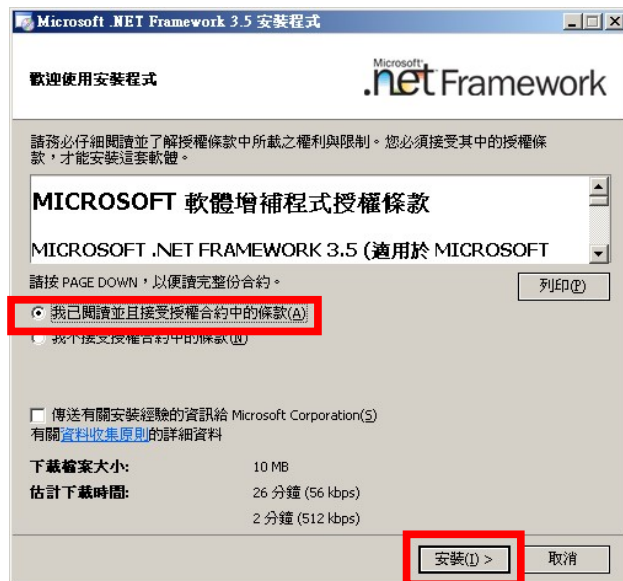 Microsoft .NET Framework 3.5 安裝程式
歡迎使用安裝程式
Microsoft
.net Framework
請務必仔細閱讀並了解授權條款中所載之權利與限制。您必須接受其中的授權條
款，才能安裝這套軟體。
MICROSOFT 軟體增補程式授權條款
MICROSOFT .NET FRAMEWORK 3.5 (適用於 MICROSOFT
請按 PAGE DOWN，以便讀完整份合約。
列印(P)
我已閱讀並且接受授權合約中的條款(A)
我不接受授權合約中的條款(N)
傳送有關安裝經驗的資訊給 Microsoft Corporation(S)
有關資料收集原則的詳細資料
下載檔案大小: 10 MB
估計下載時間: 26 分鐘 (56 kbps)
2 分鐘 (512 kbps)
安裝(I) > 取消